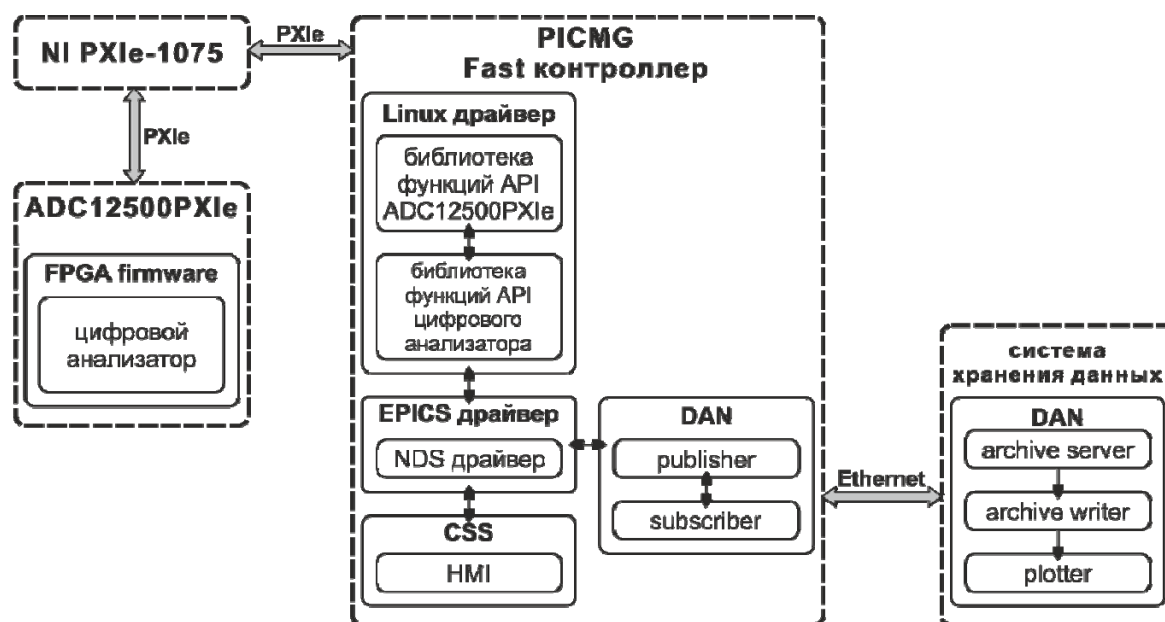 NI PXIe-1075
PXIe
PXIe
ADC12500PXIe
FPGA firmware
цифровой
анализатор
PICMG
Fast контроллер
Linux драйвер
библиотека
функций API
ADC12500PXIe
библиотека
функций API
цифрового
анализатора
EPICS драйвер
NDS драйвер
CSS
HMI
DAN
publisher
subscriber
Ethernet
система
хранения данных
DAN
archive server
archive writer
plotter